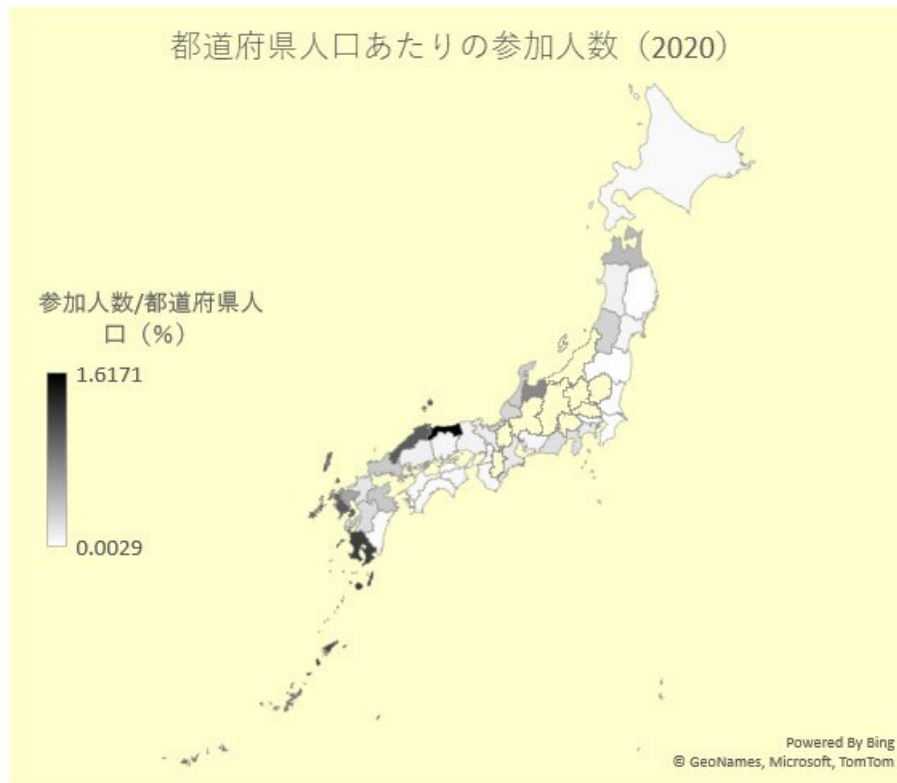 都道府県人口あたりの参加人数（2020）
参加人数/都道府県人
口（%）
1.6171
0.0029
Powered By Bing
© GeoNames, Microsoft, TomTom